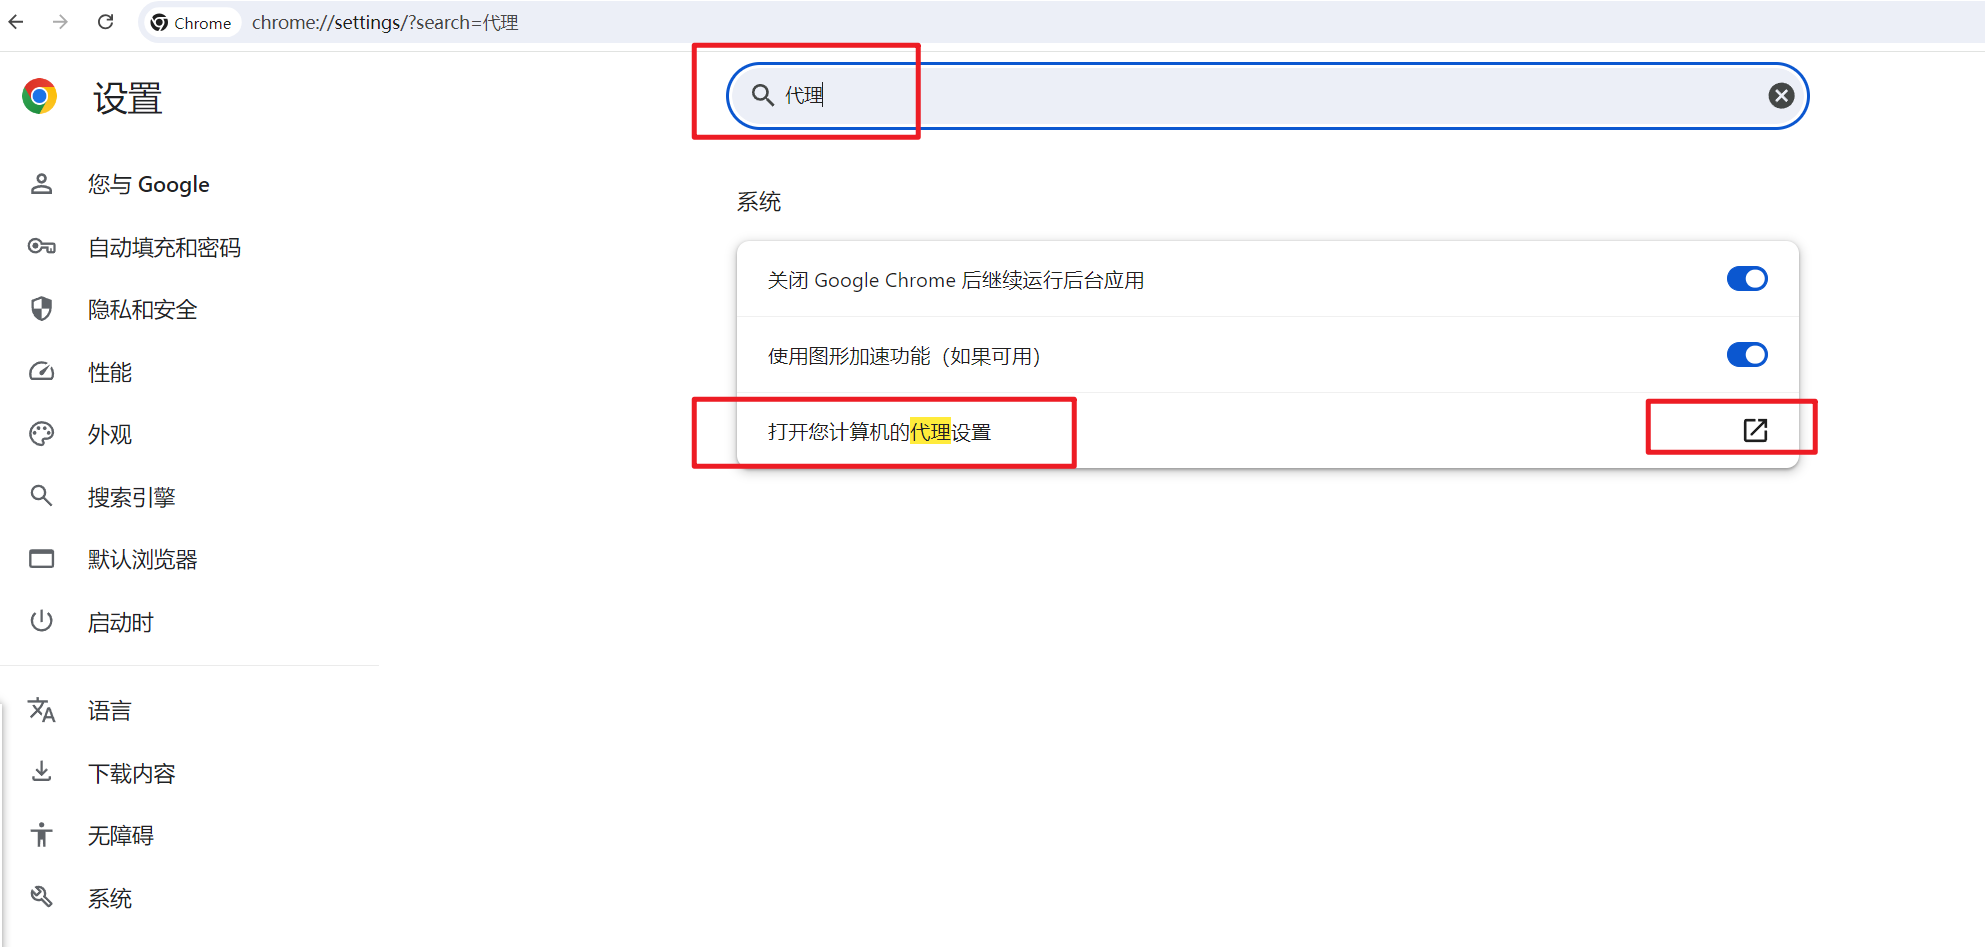 Chrome chrome://settings/?search=代理
设置
代理
您与 Google
自动填充和密码
隐私和安全
性能
外观
搜索引擎
默认浏览器
启动时
语言
下载内容
无障碍
系统
系统
关闭 Google Chrome 后继续运行后台应用
使用图形加速功能（如果可用）
打开您计算机的代理设置